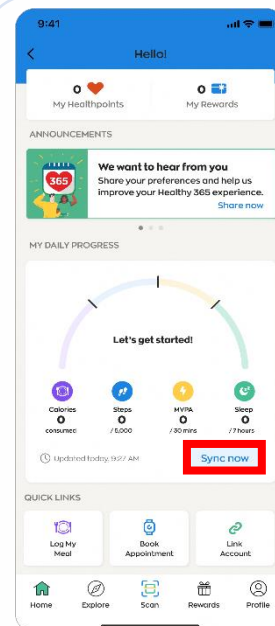 9:41
Hello!
0
My Healthpoints
0
My Rewards
ANNOUNCEMENTS
365
We want to hear from you
Share your preferences and help us
improve your Healthy 365 experience.
Share now
MY DAILY PROGRESS
Let's get started!
Calories
0
consumed
Steps
0
/ 5,000
MVPA
0
/ 30 mins
Sleep
0
/ 7 hours
Updated today, 9:27 AM
Sync now
QUICK LINKS
Log My
Meal
Book
Appointment
Link
Account
Home
Explore
Scan
Rewards
Profile